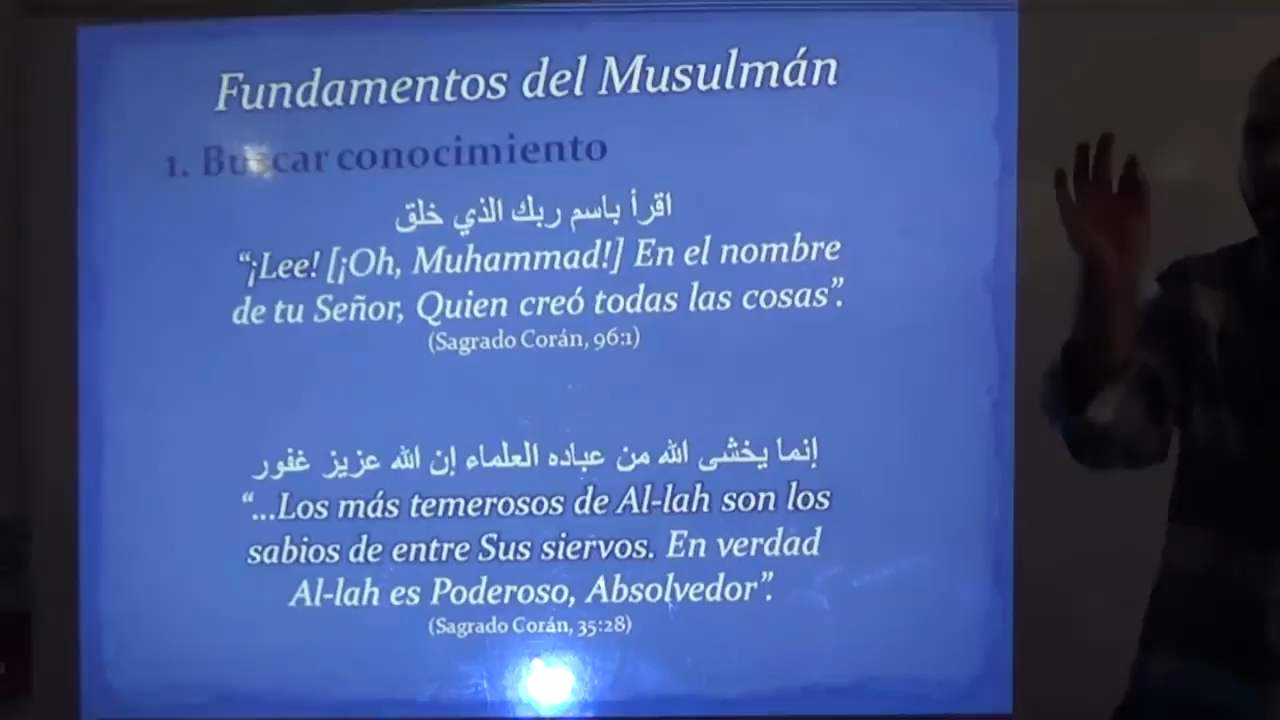 Fundamentos del Musulmán
1. Buscar conocimiento
اقرأ باسم ربك الذي خلق
“¡Lee! [¡Oh, Muhammad!] En el nombre
de tu Señor, Quien creó todas las cosas”.
(Sagrado Corán, 96:1)
إنما يخشى الله من عباده العلماء إن الله عزيز غفور
“...Los más temerosos de Al-lah son los
sabios de entre Sus siervos. En verdad
Al-lah es Poderoso, Absolvedor”.
(Sagrado Corán, 35:28)